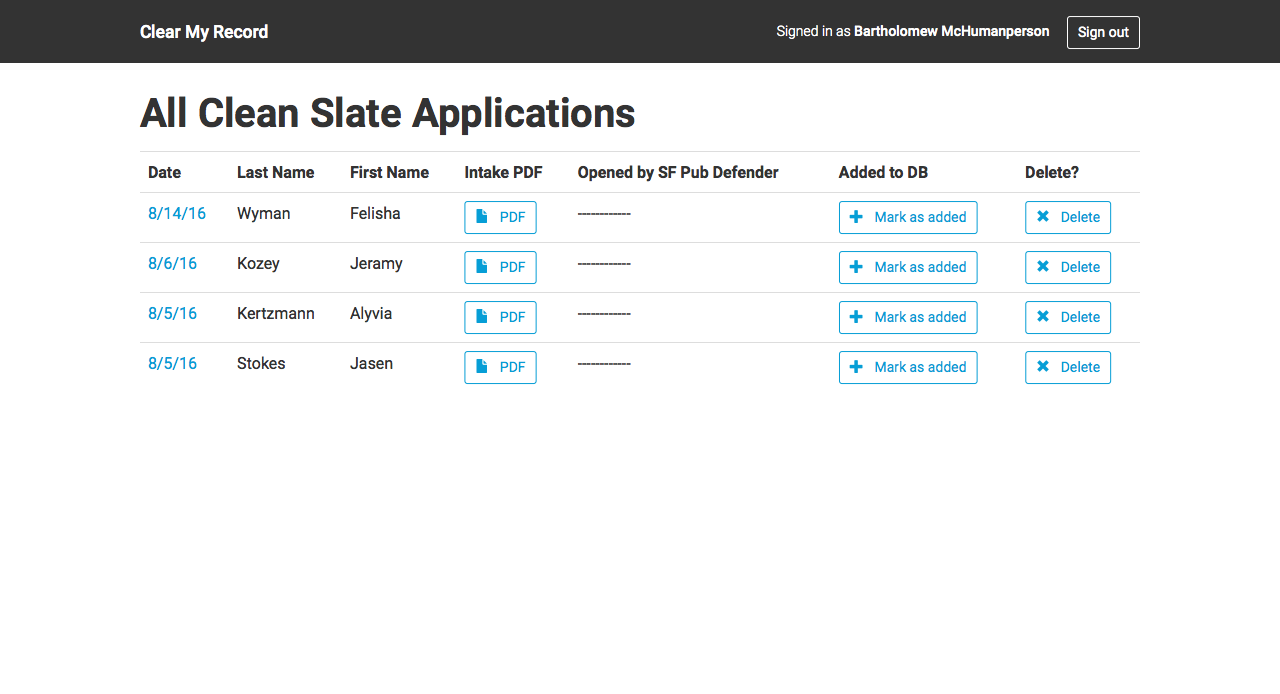 Clear My Record Signed in as Bartholomew McHumanperson Sign out
All Clean Slate Applications
Date Last Name First Name Intake PDF Opened by SF Pub Defender Added to DB Delete?
8/14/16 Wyman Felisha PDF ------------ Mark as added Delete
8/6/16 Kozey Jeramy PDF ------------ Mark as added Delete
8/5/16 Kertzmann Alyvia PDF ------------ Mark as added Delete
8/5/16 Stokes Jasen PDF ------------ Mark as added Delete